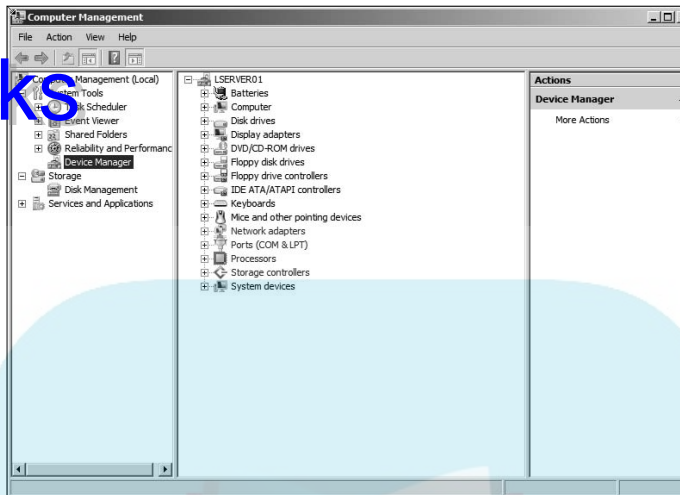 Computer Management
File Action View Help
ks
Computer Management (Local)
System Tools
Task Scheduler
Event Viewer
Shared Folders
Reliability and Performanc
Device Manager
Storage
Disk Management
Services and Applications
LSERVER01
Batteries
Computer
Disk drives
Display adapters
DVD/CD-ROM drives
Floppy disk drives
Floppy drive controllers
IDE ATA/ATAPI controllers
Keyboards
Mice and other pointing devices
Network adapters
Ports (COM & LPT)
Processors
Storage controllers
System devices
Actions
Device Manager
More Actions